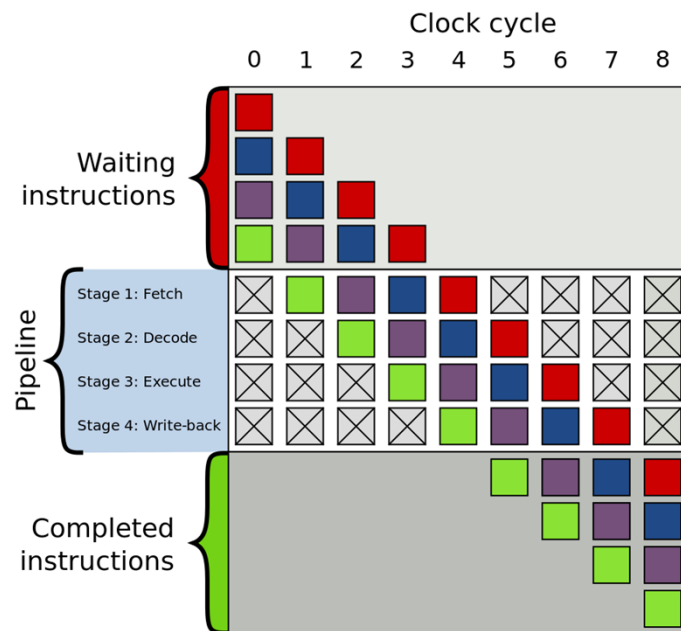 Clock cycle
0 1 2 3 4 5 6 7 8
Waiting
instructions
Pipeline
Stage 1: Fetch
Stage 2: Decode
Stage 3: Execute
Stage 4: Write-back
Completed
instructions